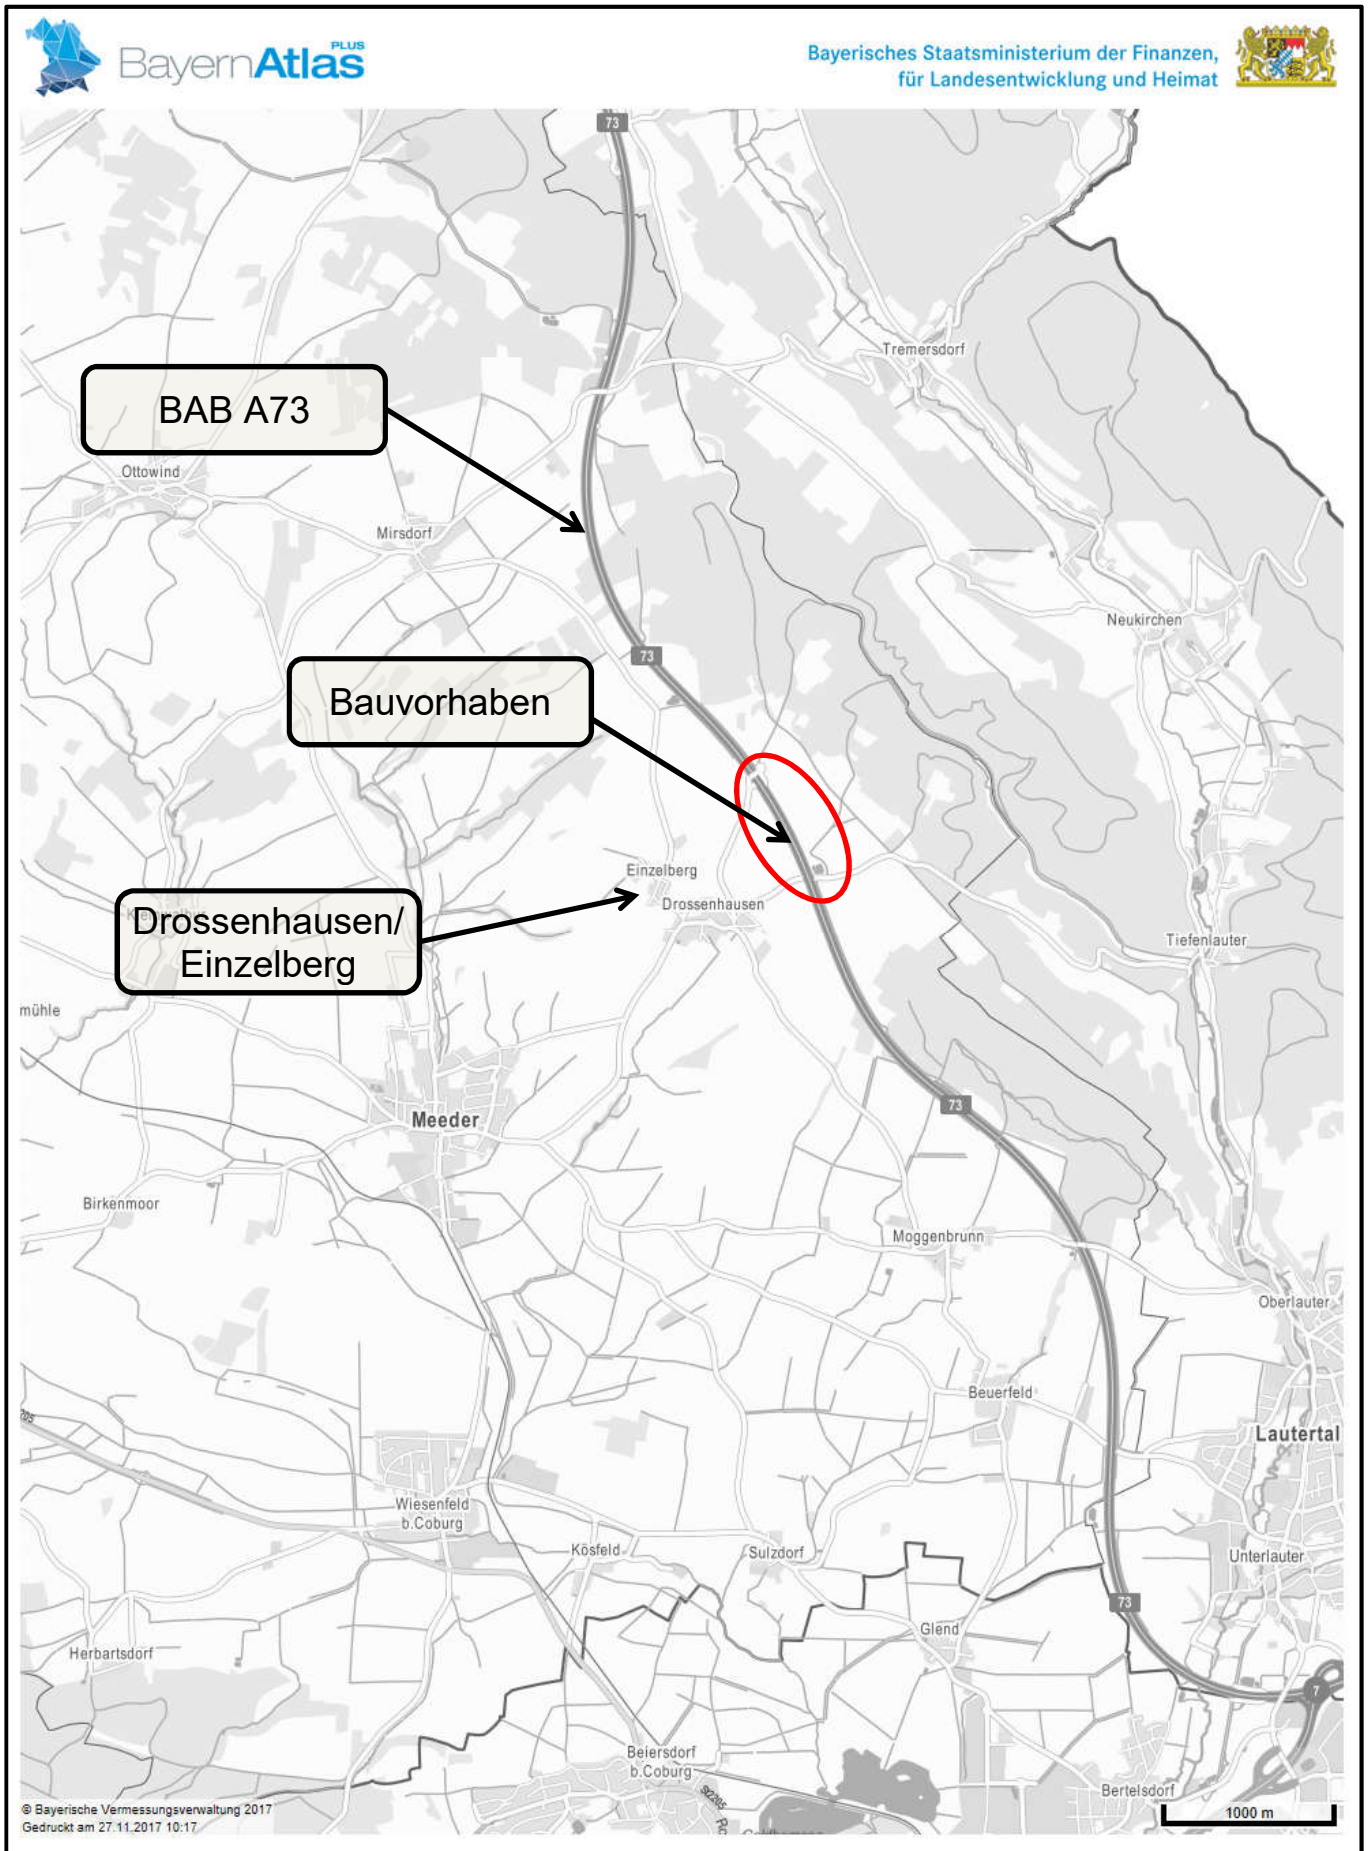 BayernAtlas PLUS
Bayerisches Staatsministerium der Finanzen,
für Landesentwicklung und Heimat
73
Tremersdorf
BAB A73
Ottowind
Mirsdorf
Neukirchen
73
Bauvorhaben
Einzelberg
Drossenhausen
Drossenhausen/
Einzelberg
Tiefenlauter
mühle
73
Meeder
Birkenmoor
Moggenbrunn
Oberlauter
Beuerfeld
Lautertal
Wiesenfeld
b.Coburg
Kösfeld
Sulzdorf
Unterlauter
73
Glend
Herbartsdorf
7
Beiersdorf
b.Coburg
St2205
Bertelsdorf
© Bayerische Vermessungsverwaltung 2017
Gedruckt am 27.11.2017 10:17
1000 m